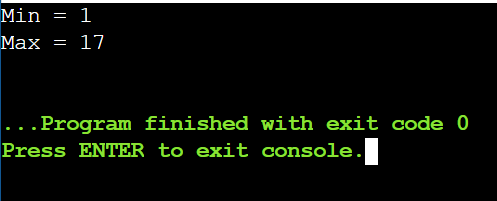 Min = 1
Max = 17
...Program finished with exit code 0
Press ENTER to exit console.